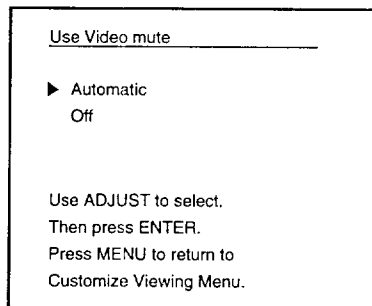 Use Video mute
Automatic
Off
Use ADJUST to select.
Then press ENTER.
Press MENU to return to
Customize Viewing Menu.